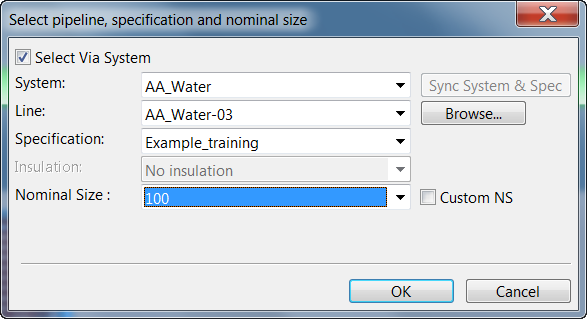 Select pipeline, specification and nominal size
Select Via System
System: AA_Water Sync System & Spec
Line: AA_Water-03 Browse...
Specification: Example_training
Insulation: No insulation
Nominal Size : 100 Custom NS
OK Cancel